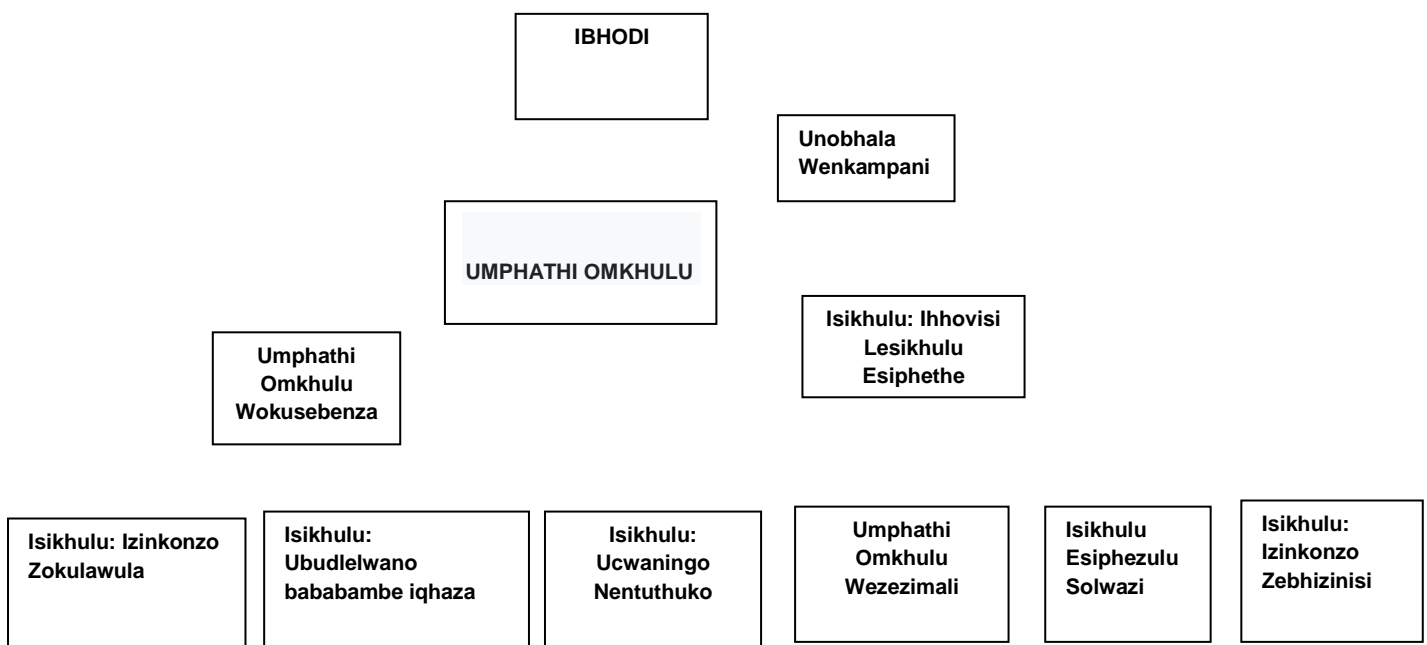 IBHODI
Unobhala
Wenkampani
UMPHATHI OMKHULU
Isikhulu: Ihhovisi
Lesikhulu
Esiphethe
Umphathi
Omkhulu
Wokusebenza
Isikhulu: Izinkonzo
Zokulawula
Isikhulu:
Ubudlelwano
bababambe iqhaza
Isikhulu:
Ucwaningo
Nentuthuko
Umphathi
Omkhulu
Wezezimali
Isikhulu
Esiphezulu
Solwazi
Isikhulu:
Izinkonzo
Zebhizinisi